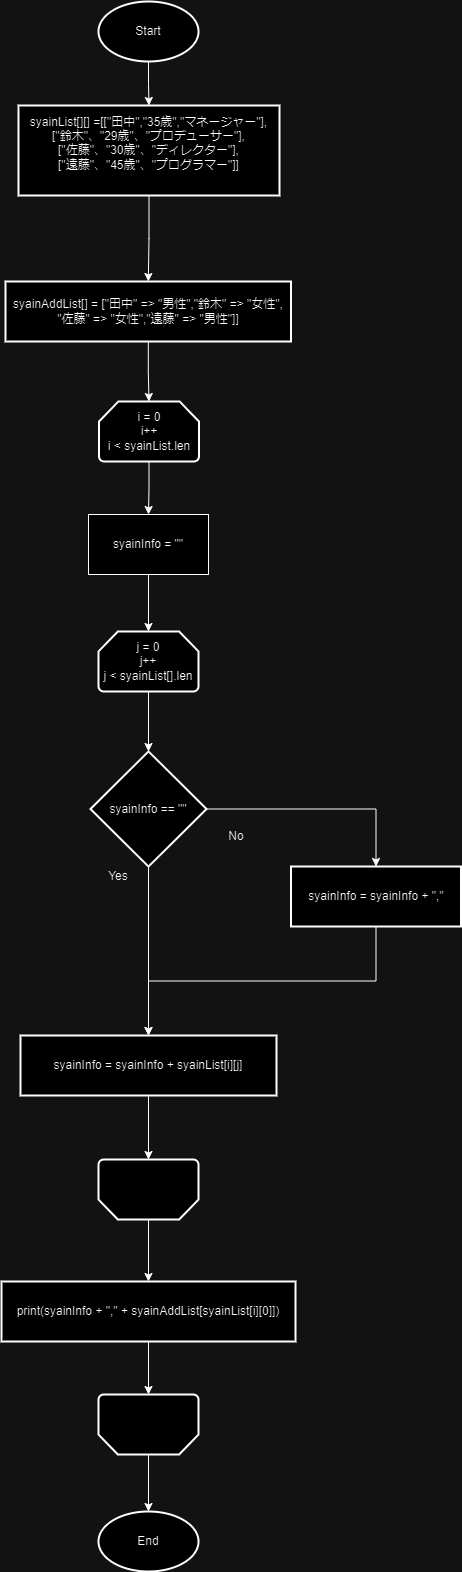 Start
syainList[][] =[["田中","35歳","マネージャー"],
["鈴木"、"29歳、"プロデューサー"],
["佐藤"、"30歳、"ディレクター"],
["遠藤"、"45歳、"プログラマー"]]
syainAddList[] = ["田中" => "男性","鈴木" => "女性",
"佐藤" => "女性","遠藤" => "男性"]]
i = 0
i++
i < syainList.len
syainInfo = ""
j = 0
j++
j < syainList[].len
syainInfo == ""
No
Yes
syainInfo = syainInfo + ","
syainInfo = syainInfo + syainList[i][j]
print(syainInfo + "," + syainAddList[syainList[i][0]])
End